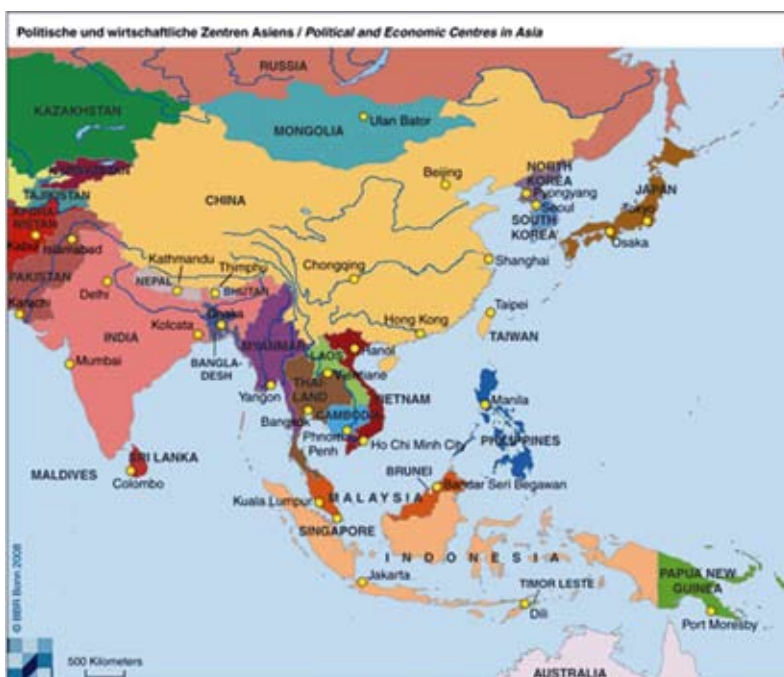 Politische und wirtschaftliche Zentren Asiens / Political and Economic Centres in Asia
RUSSIA
KAZAKHSTAN
Ulan Bator
MONGOLIA
Beijing
NORTH
KOREA
Pyongyang
JAPAN
TAJIKISTAN
CHINA
Seoul
Tokyo
AFGHA-
NISTAN
SOUTH
KOREA
Kabul
Islamabad
Osaka
Kathmandu
Shanghai
Thimphu
Chongqing
PAKISTAN
NEPAL
BHUTAN
Delhi
Karachi
Dhaka
Hong Kong
Taipei
INDIA
Kolcata
TAIWAN
MYANMAR
LAOS
Hanoi
BANGLA-
DESH
Mumbai
Vientiane
THAI-
LAND
Yangon
VIETNAM
Manila
CAMBODIA
Bangkok
Phnom
Penh
Ho Chi Minh City
PHILIPPINES
SRI LANKA
MALDIVES
BRUNEI
Colombo
Bandar Seri Begawan
Kuala Lumpur
MALAYSIA
SINGAPORE
INDONESIA
Jakarta
TIMOR LESTE
PAPUA NEW
GUINEA
Dili
Port Moresby
© BBR Bonn 2008
500 Kilometers
AUSTRALIA